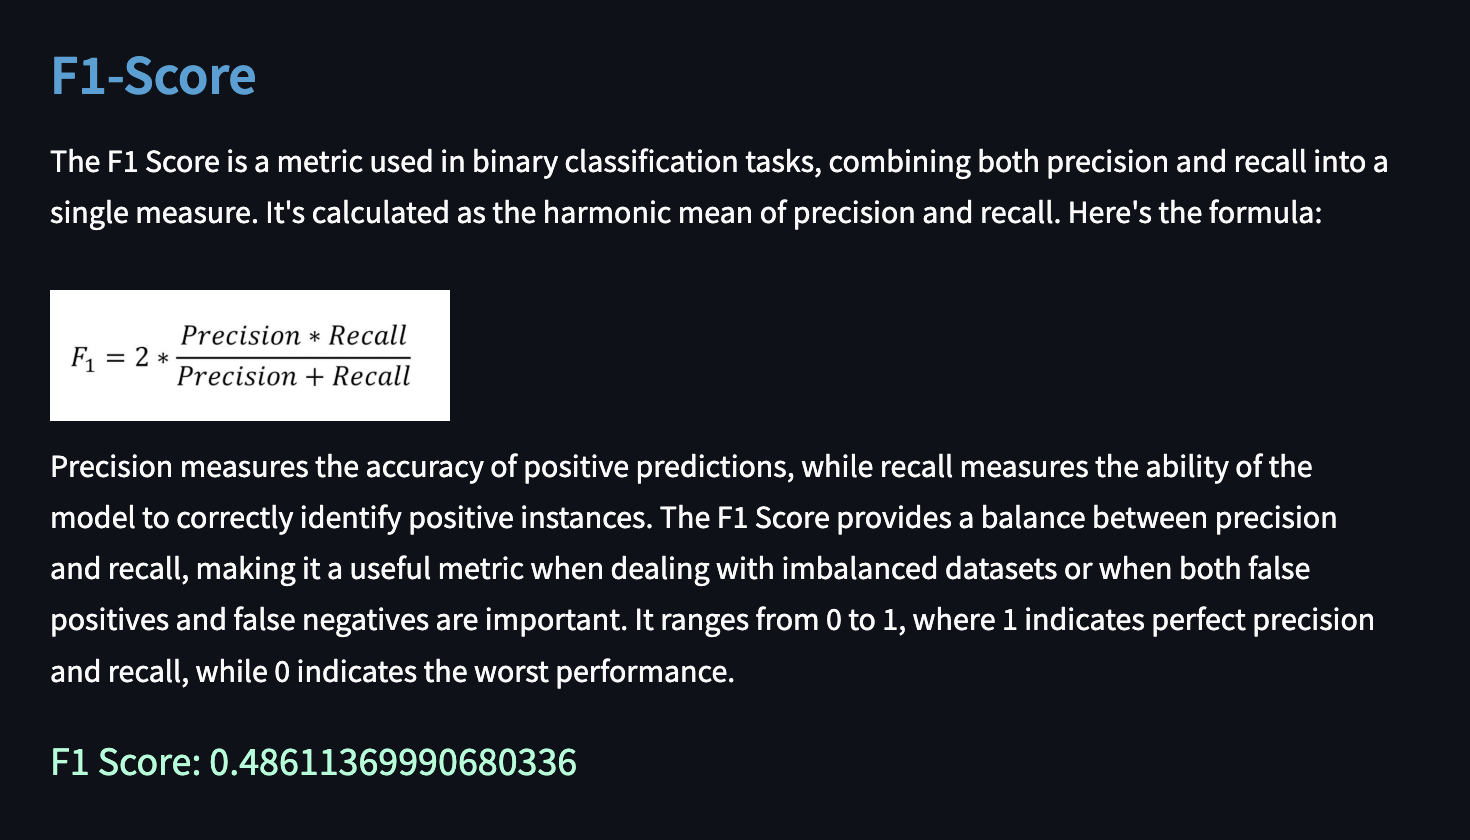 F1-Score
The F1 Score is a metric used in binary classification tasks, combining both precision and recall into a
single measure. It's calculated as the harmonic mean of precision and recall. Here's the formula:
F₁ = 2 * (Precision * Recall) / (Precision + Recall)
Precision measures the accuracy of positive predictions, while recall measures the ability of the
model to correctly identify positive instances. The F1 Score provides a balance between precision
and recall, making it a useful metric when dealing with imbalanced datasets or when both false
positives and false negatives are important. It ranges from 0 to 1, where 1 indicates perfect precision
and recall, while 0 indicates the worst performance.
F1 Score: 0.48611369990680336